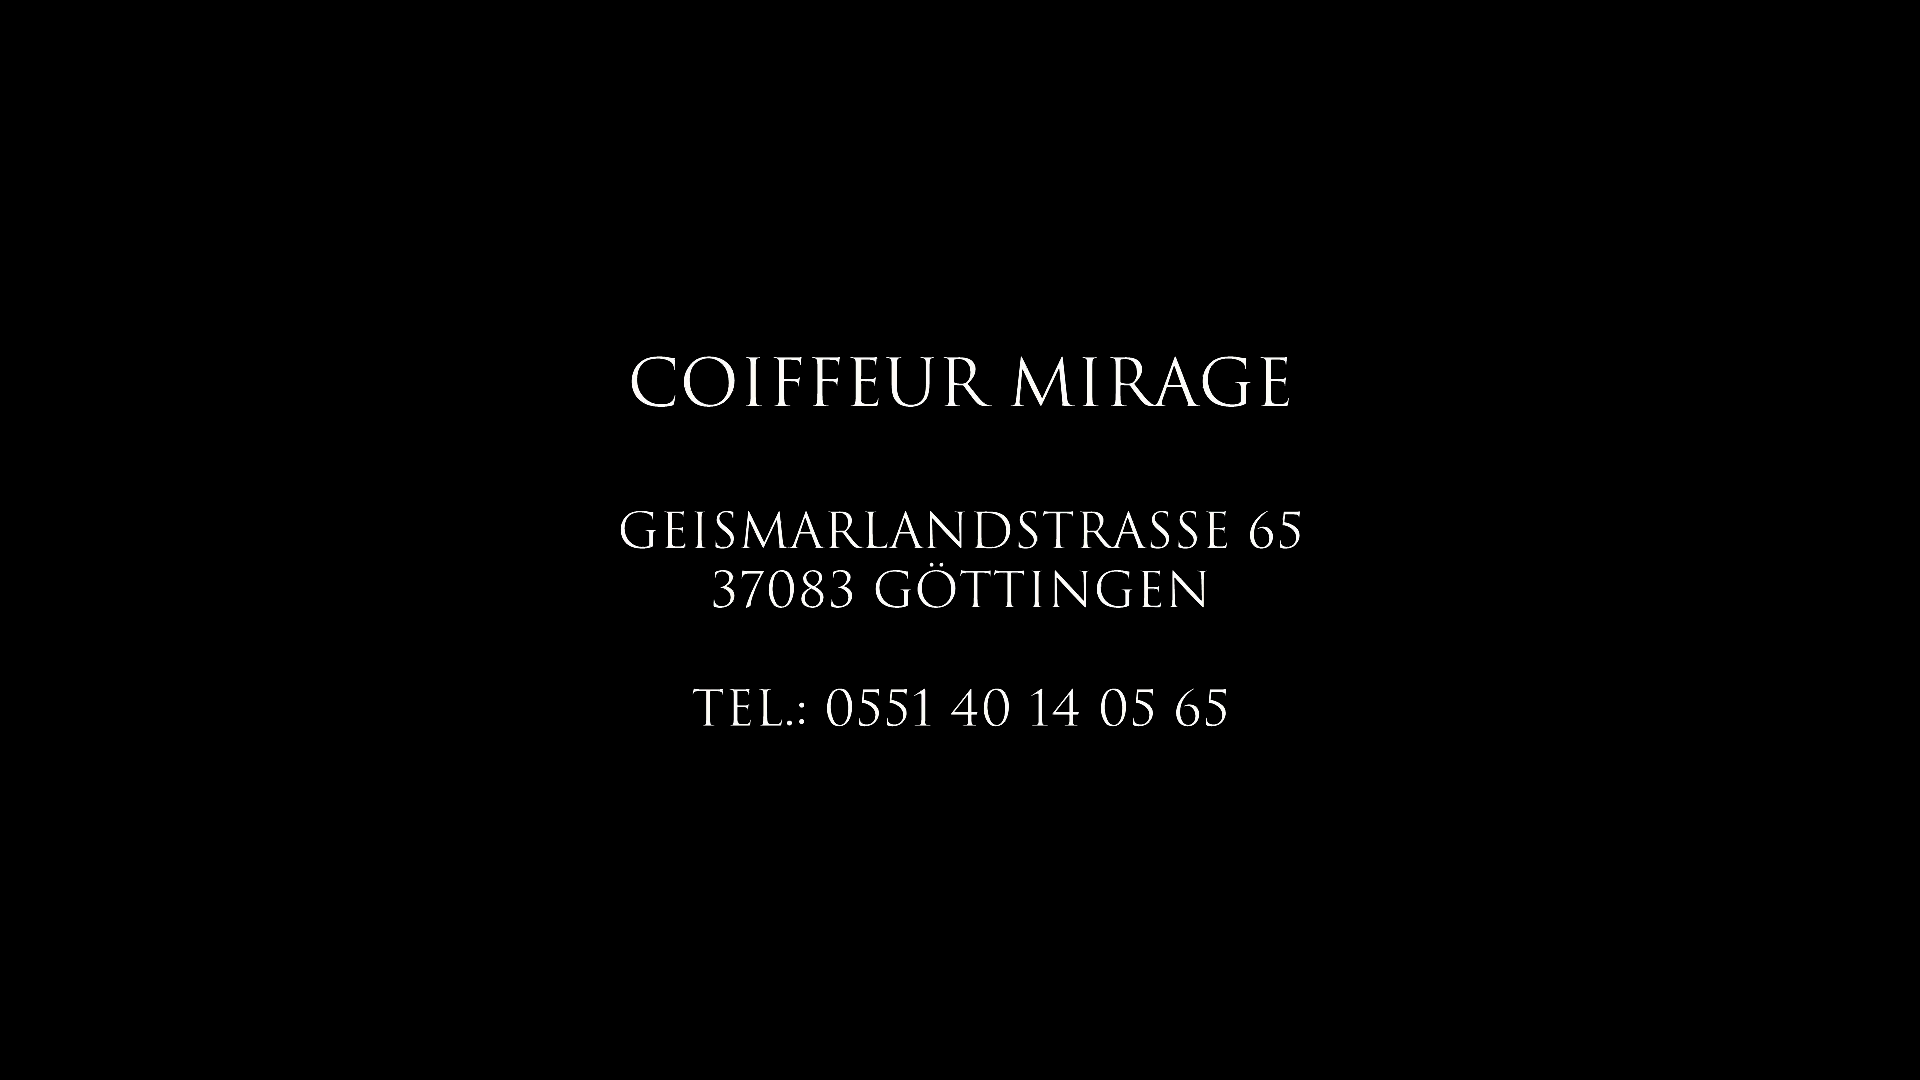 COIFFEUR MIRAGE
GEISMARLANDSTRASSE 65
37083 GÖTTINGEN
TEL.: 0551 40 14 05 65